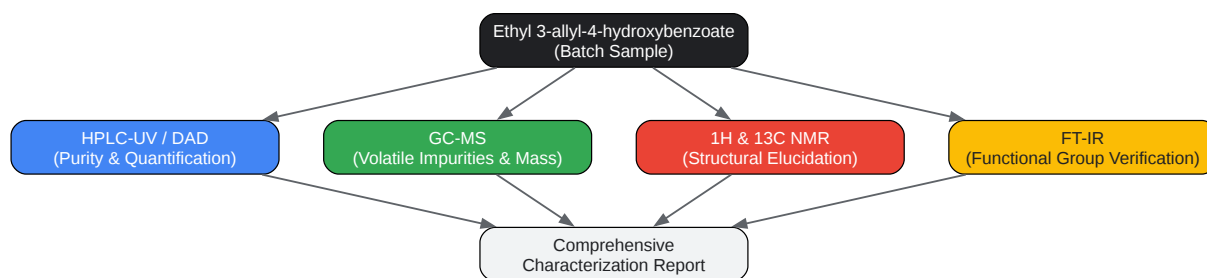 Ethyl 3-allyl-4-hydroxybenzoate
(Batch Sample)
HPLC-UV / DAD
(Purity & Quantification)
GC-MS
(Volatile Impurities & Mass)
1H & 13C NMR
(Structural Elucidation)
FT-IR
(Functional Group Verification)
Comprehensive
Characterization Report